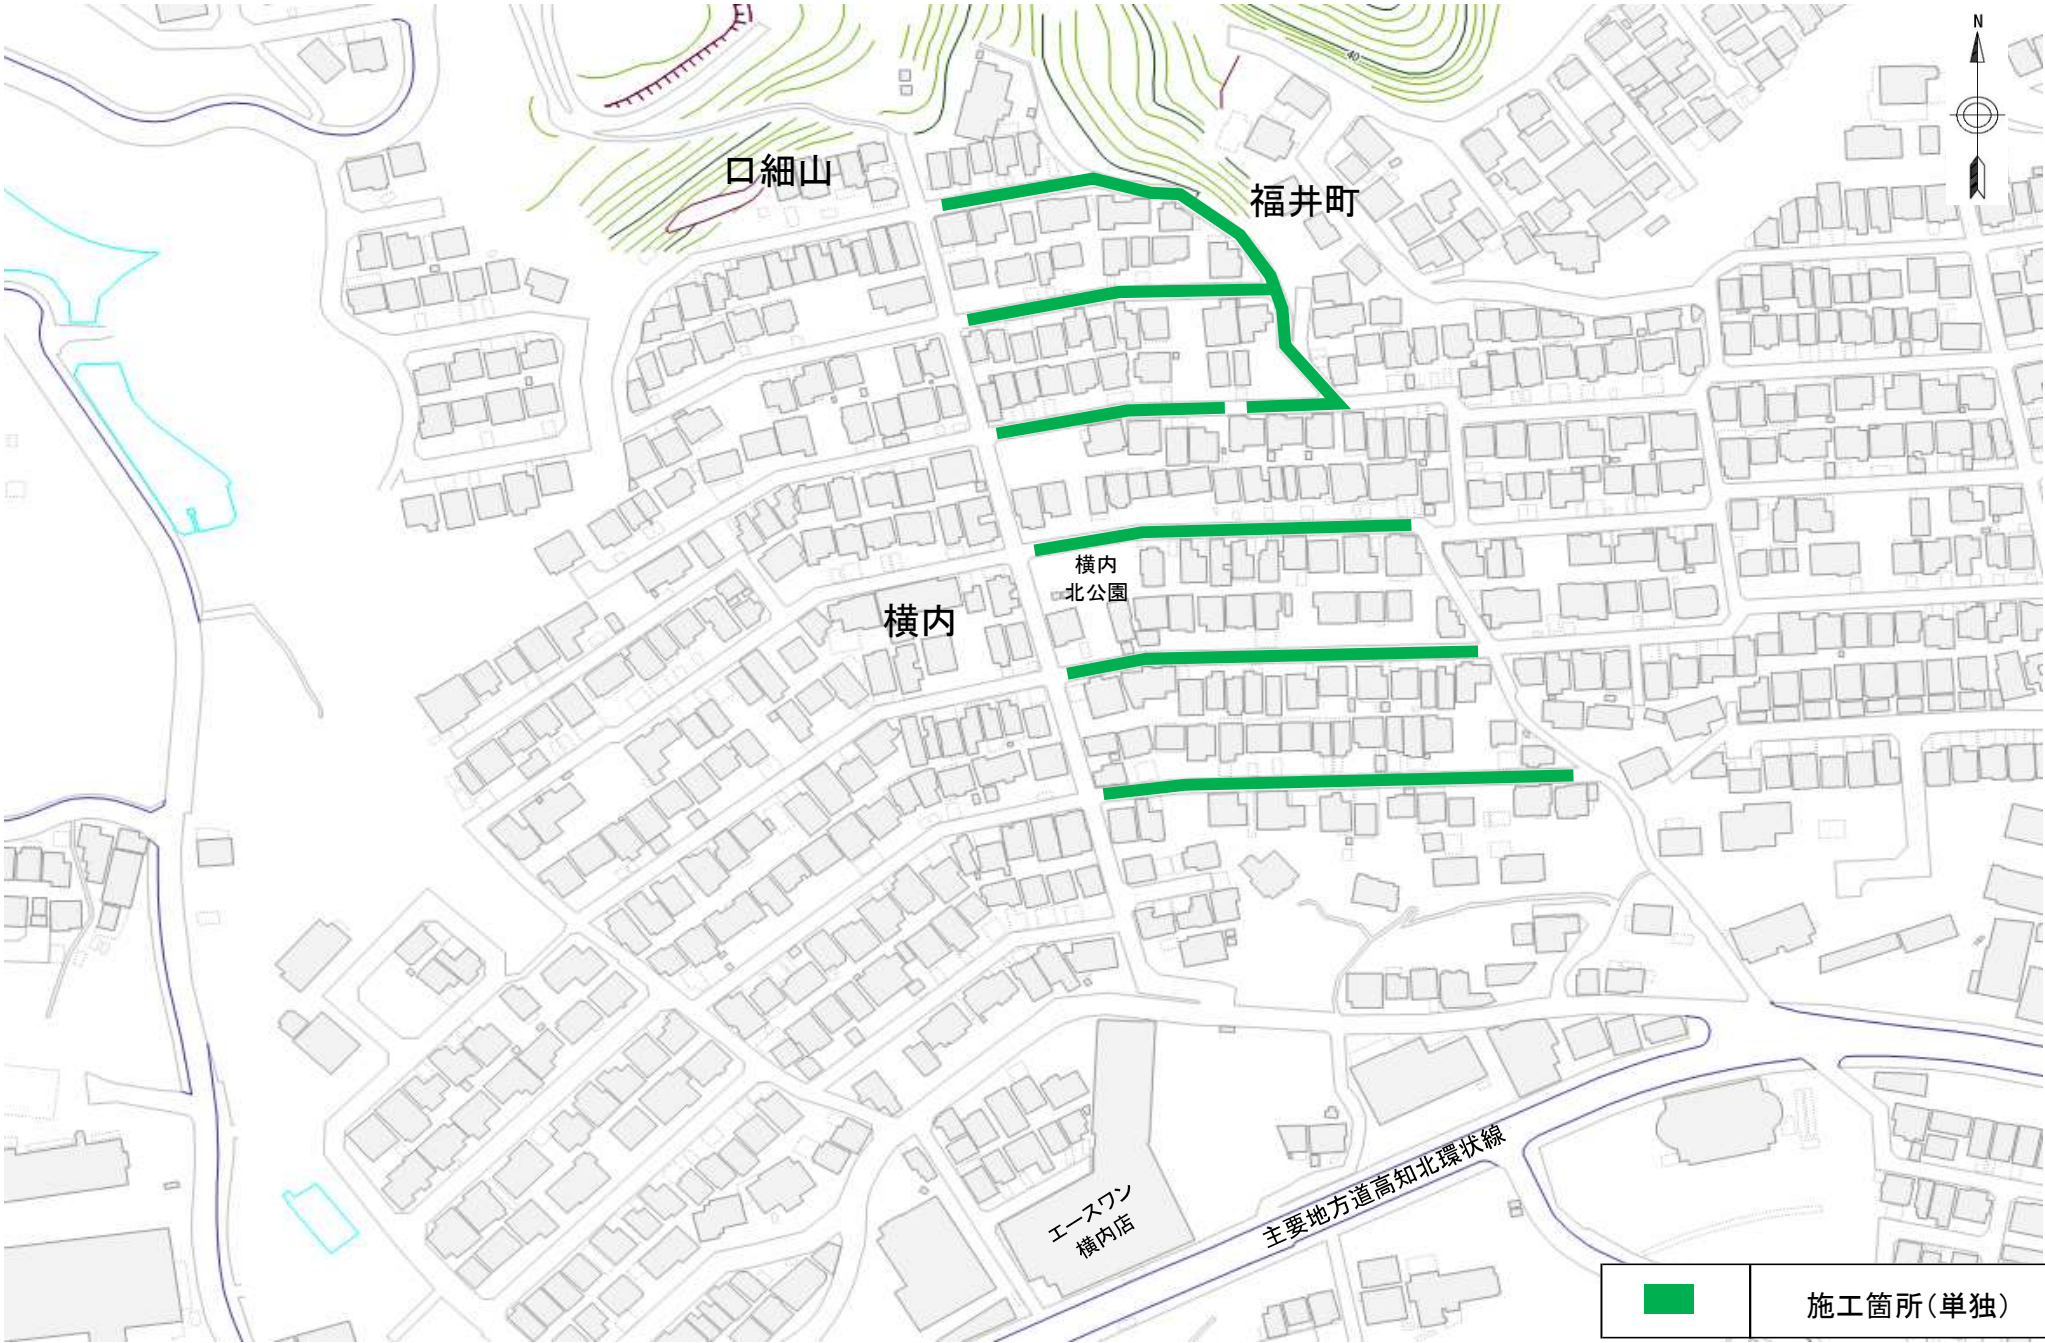 N
40
口細山
福井町
横内
北公園
横内
主要地方道高知北環状線
エースワン
横内店
施工箇所(単独)